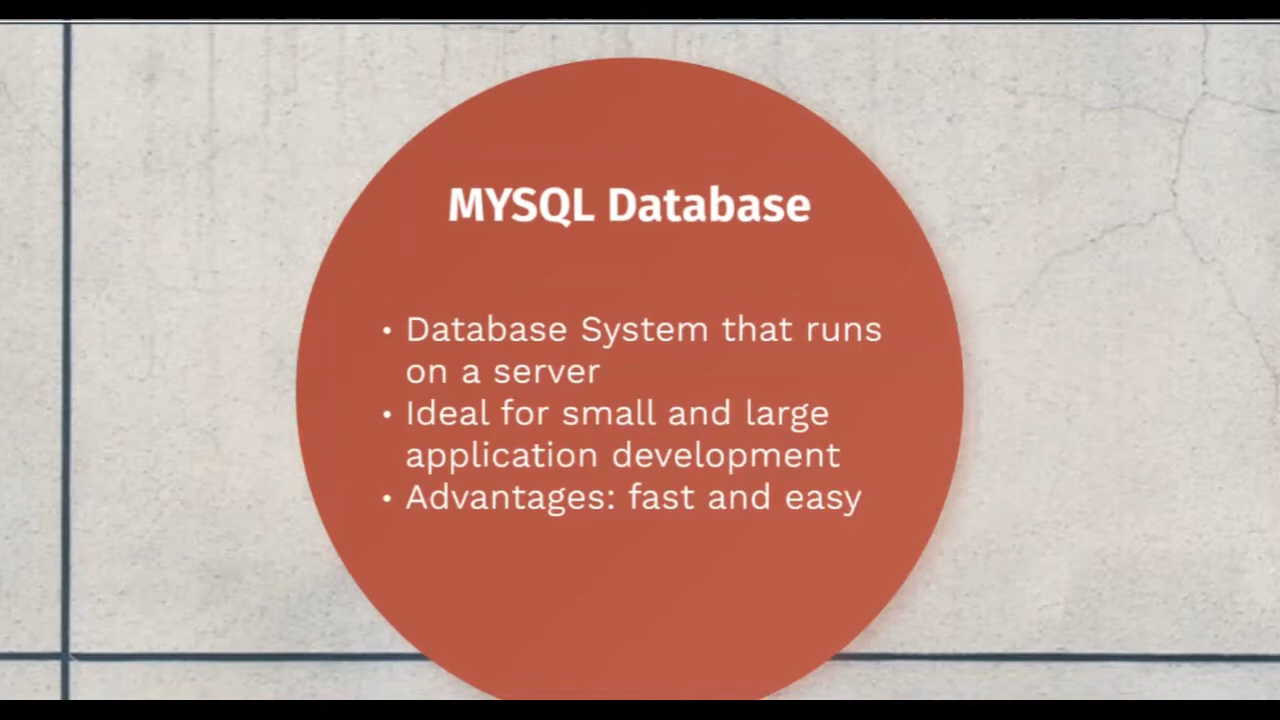 MYSQL Database
• Database System that runs
on a server
• Ideal for small and large
application development
• Advantages: fast and easy